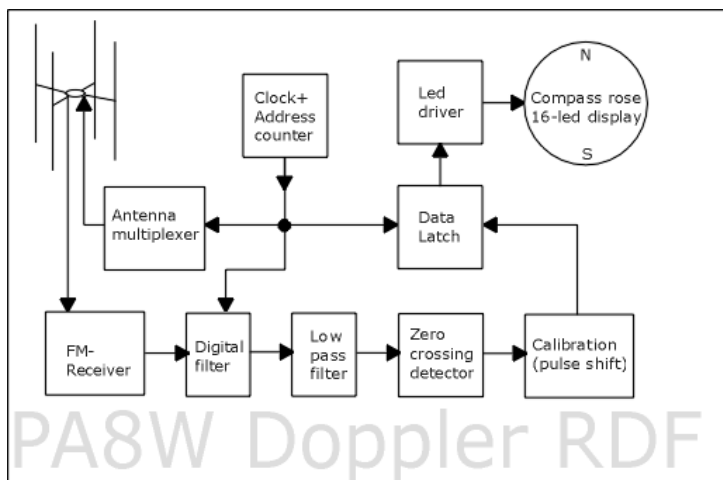 N
Compass rose
16-led display
S
Led
driver
Clock+
Address
counter
Antenna
multiplexer
Data
Latch
FM-
Receiver
Digital
filter
Low
pass
filter
Zero
crossing
detector
Calibration
(pulse shift)
PA8W Doppler RDF